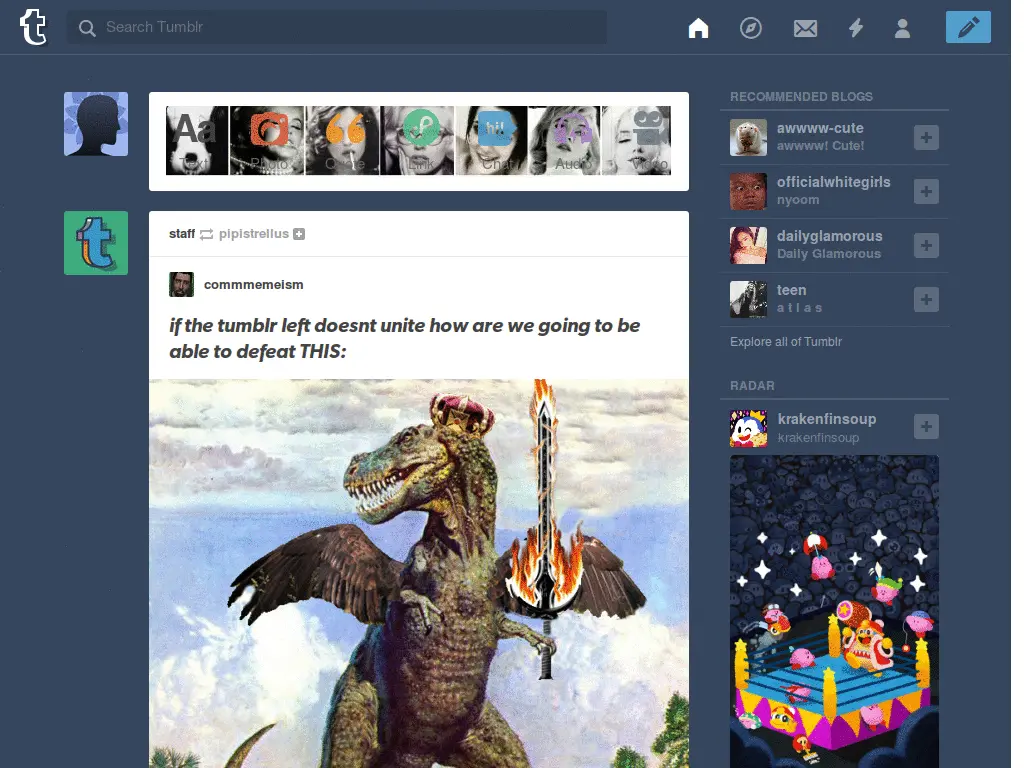 t
Search Tumblr
Aa
hi!
Text
Photo
Quote
Link
Chat
Audio
Video
staff pipistrellus
commmemeism
if the tumblr left doesnt unite how are we going to be
able to defeat THIS:
RECOMMENDED BLOGS
awwww-cute
awwww! Cute!
officialwhitegirls
nyoom
dailyglamorous
Daily Glamorous
teen
a t l a s
Explore all of Tumblr
RADAR
krakenfinsoup
krakenfinsoup